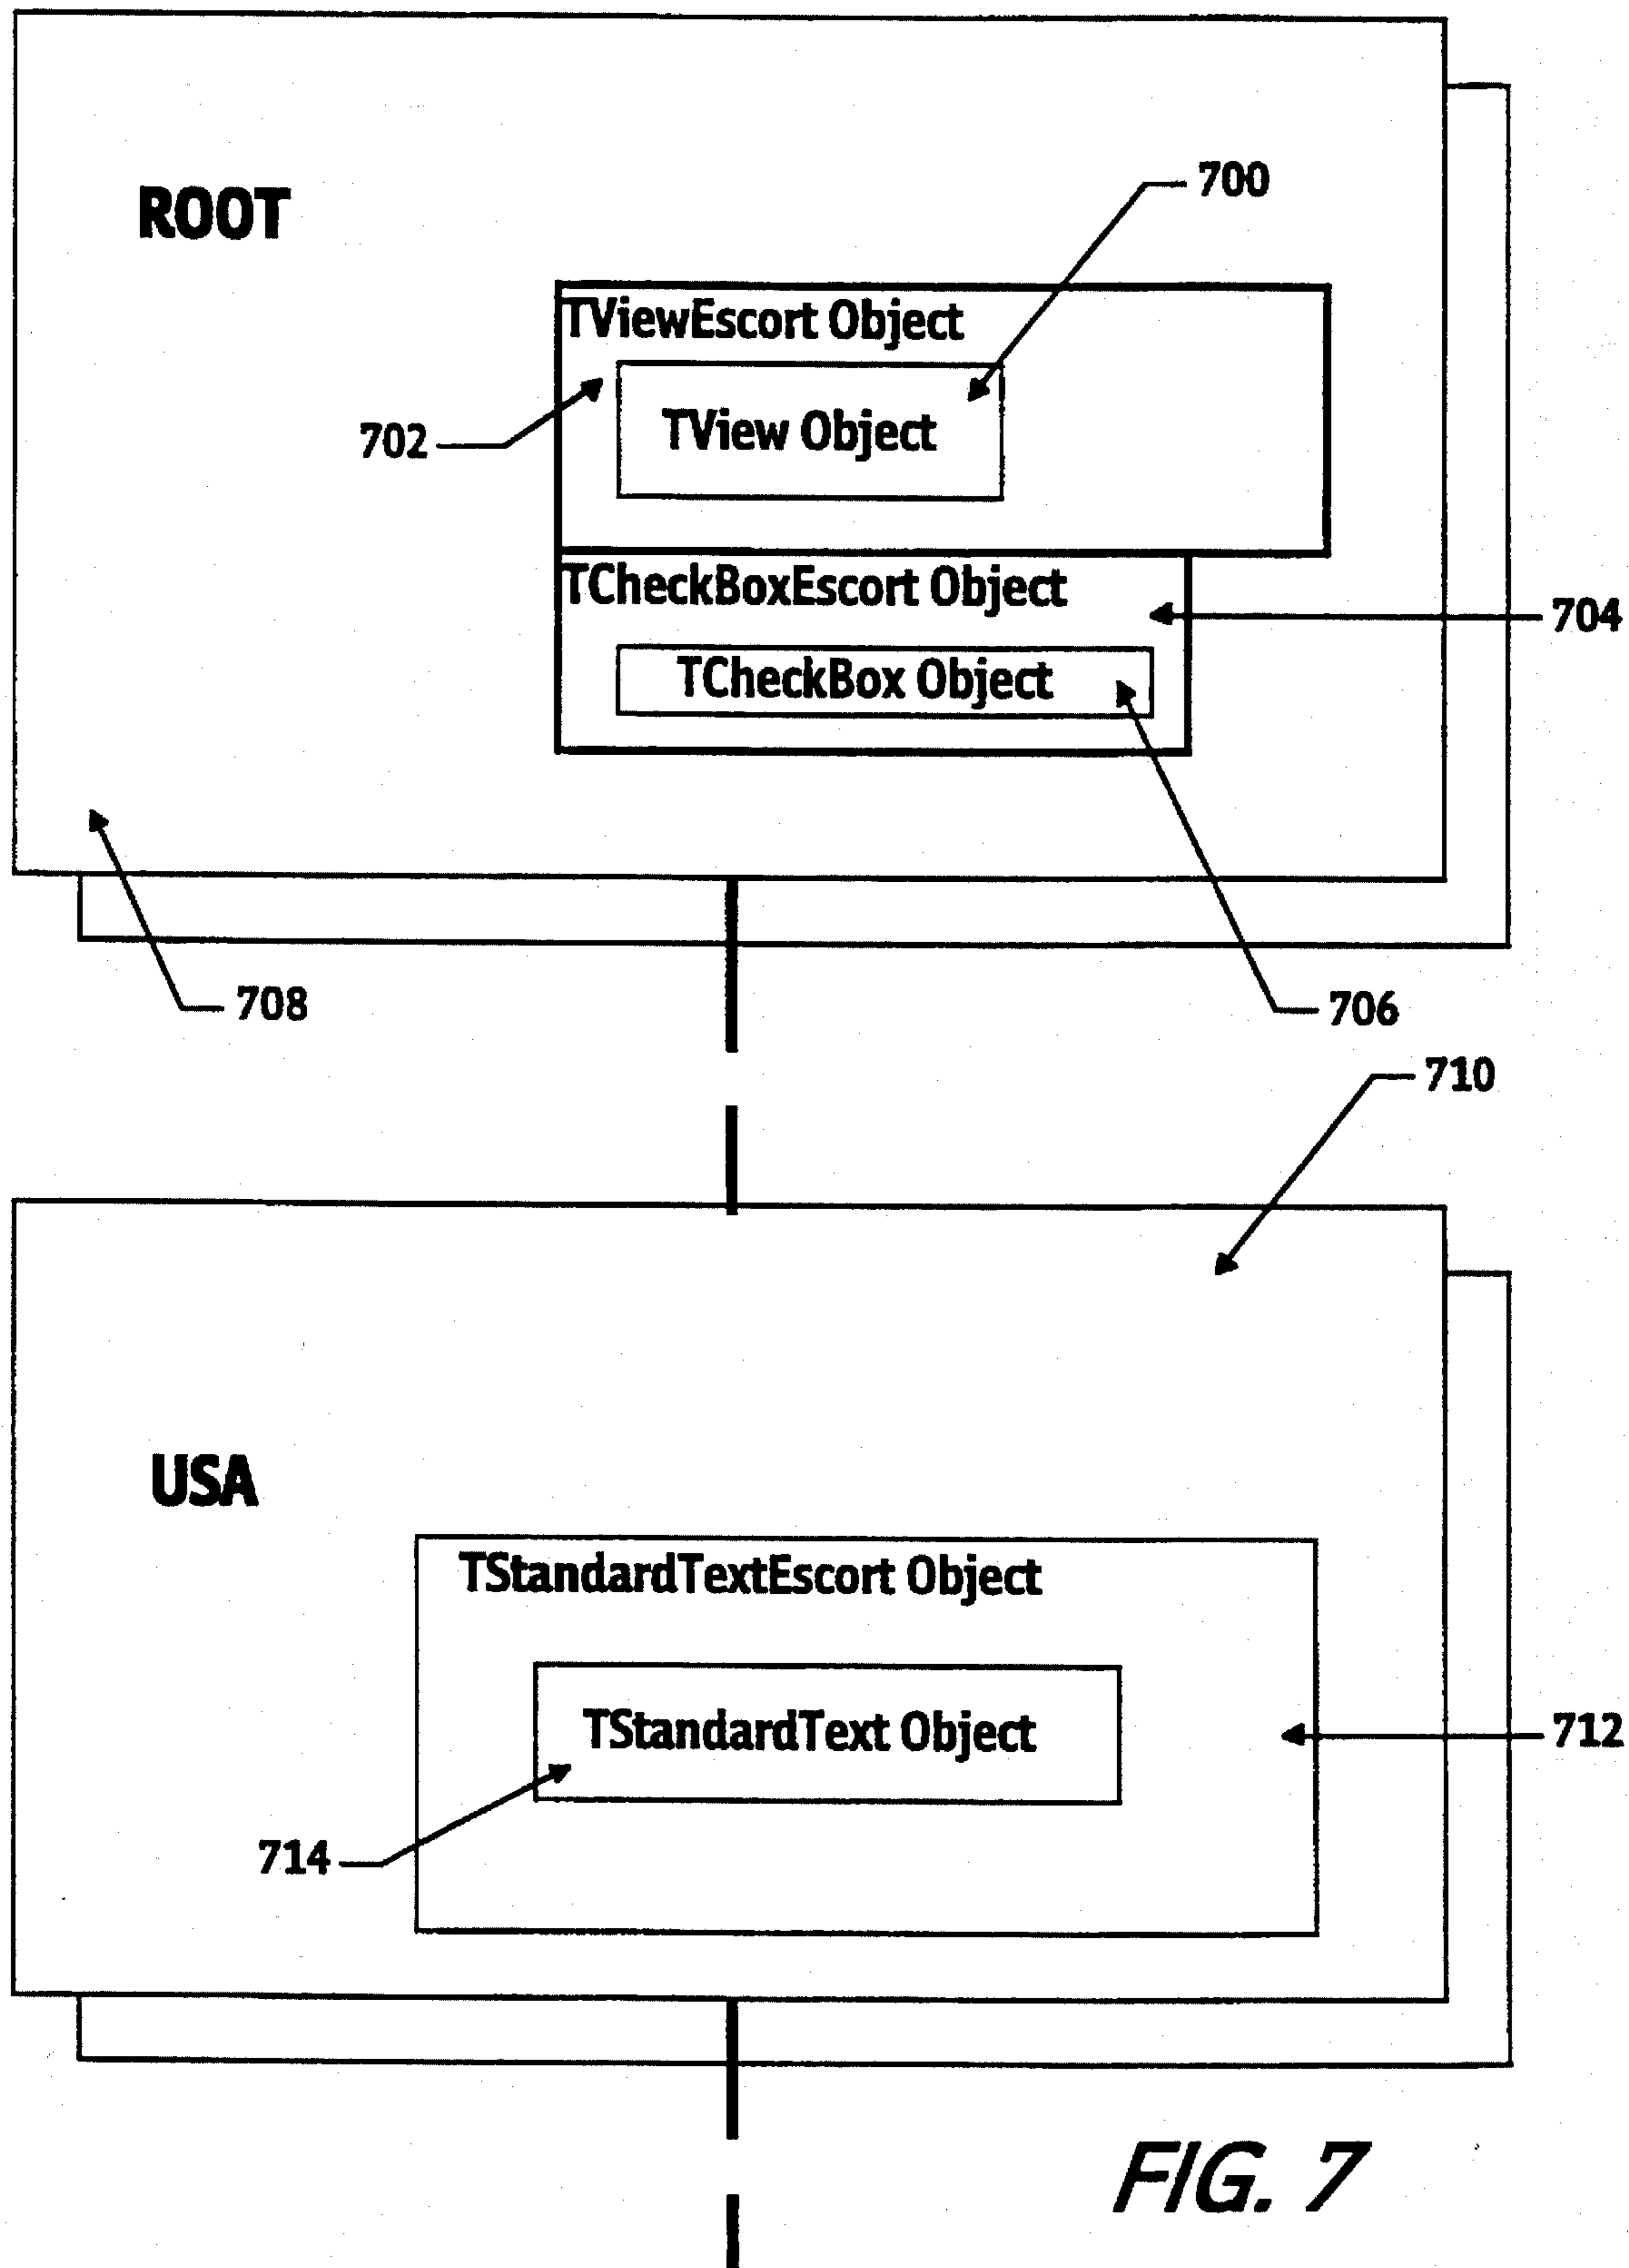 700
ROOT
TViewEscort Object
702
TView Object
TCheckBoxEscort Object
704
TCheckBox Object
708
706
710
USA
TStandardTextEscort Object
TStandardText Object
712
714
FIG. 7